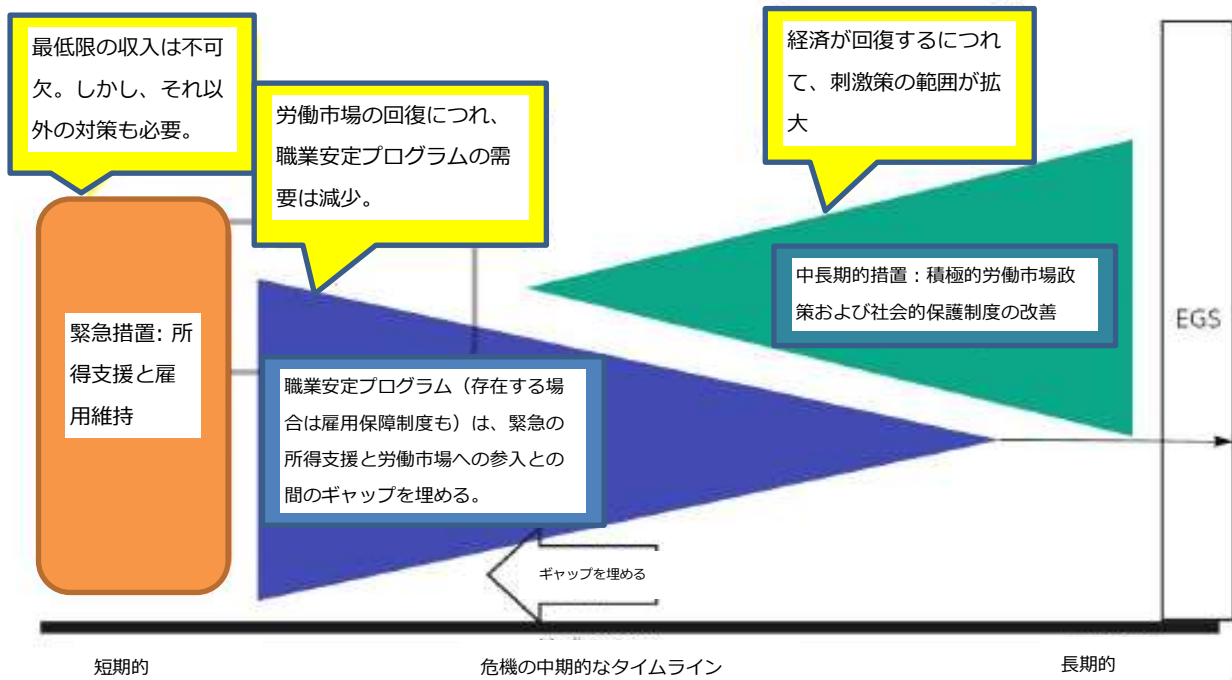 最低限の収入は不可
欠。しかし、それ以
外の対策も必要。
労働市場の回復につれ、
職業安定プログラムの需
要は減少。
経済が回復するにつれ
て、刺激策の範囲が拡
大
緊急措置: 所
得支援と雇
用維持
職業安定プログラム（存在する場
合は雇用保障制度も）は、緊急の
所得支援と労働市場への参入との
間のギャップを埋める。
中長期的措置：積極的労働市場政
策および社会的保護制度の改善
EGS
ギャップを埋める
短期的
危機の中期的なタイムライン
長期的